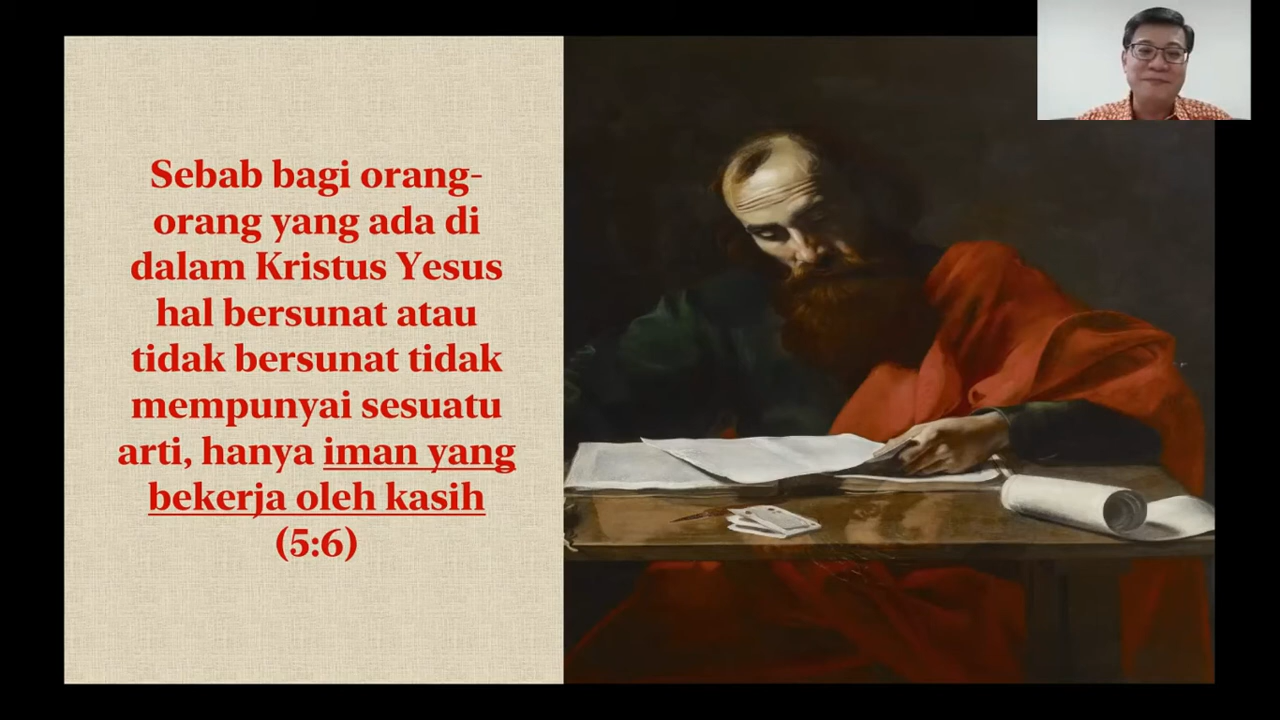 Sebab bagi orang-
orang yang ada di
dalam Kristus Yesus
hal bersunat atau
tidak bersunat tidak
mempunyai sesuatu
arti, hanya iman yang
bekerja oleh kasih
(5:6)